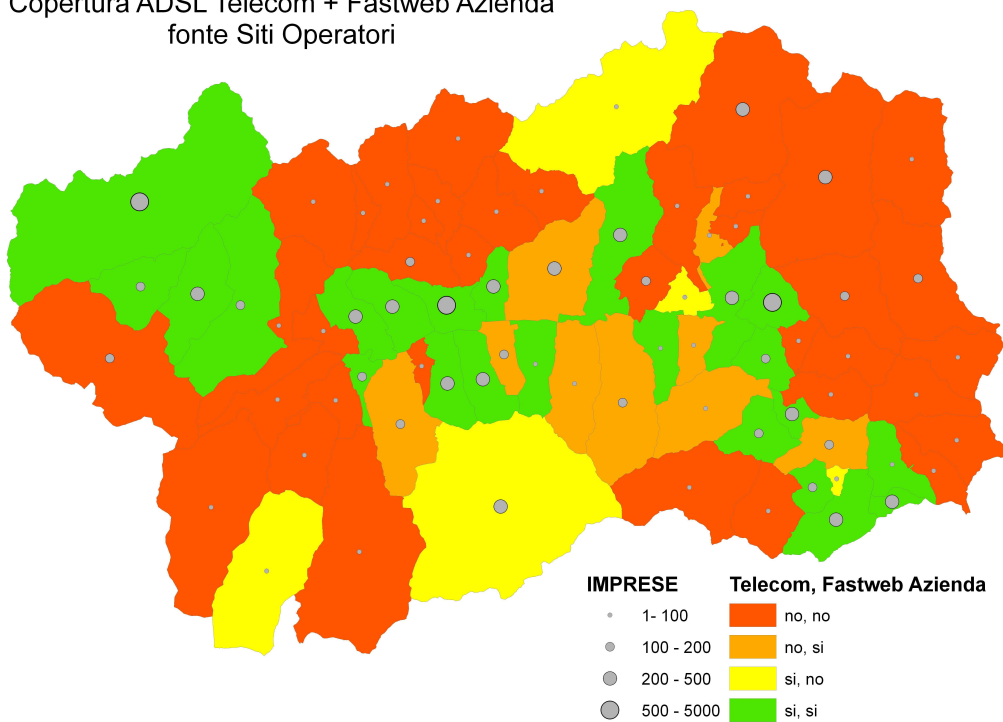 Copertura ADSL Telecom + Fastweb Azienda
fonte Siti Operatori
IMPRESE
1- 100
100 - 200
200 - 500
500 - 5000
Telecom, Fastweb Azienda
no, no
no, si
si, no
si, si